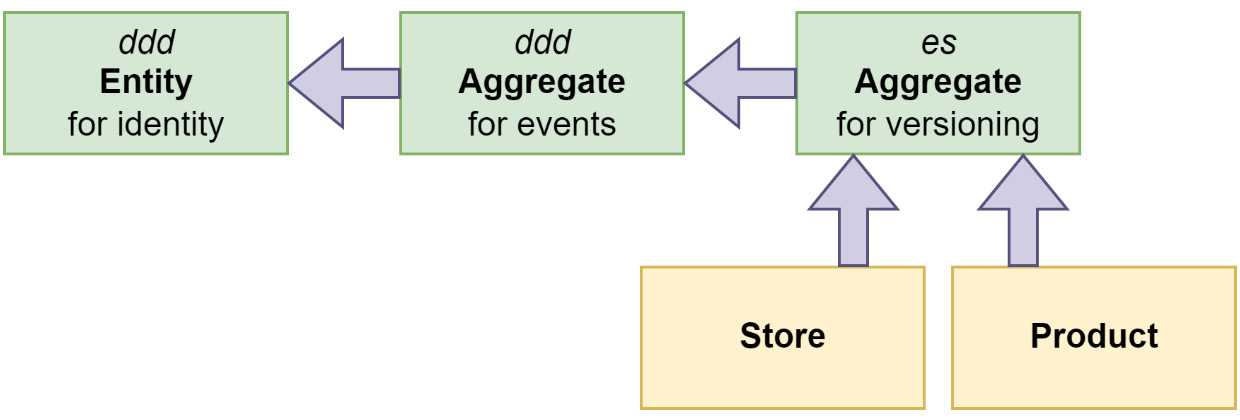 ddd
Entity
for identity
ddd
Aggregate
for events
es
Aggregate
for versioning
Store
Product